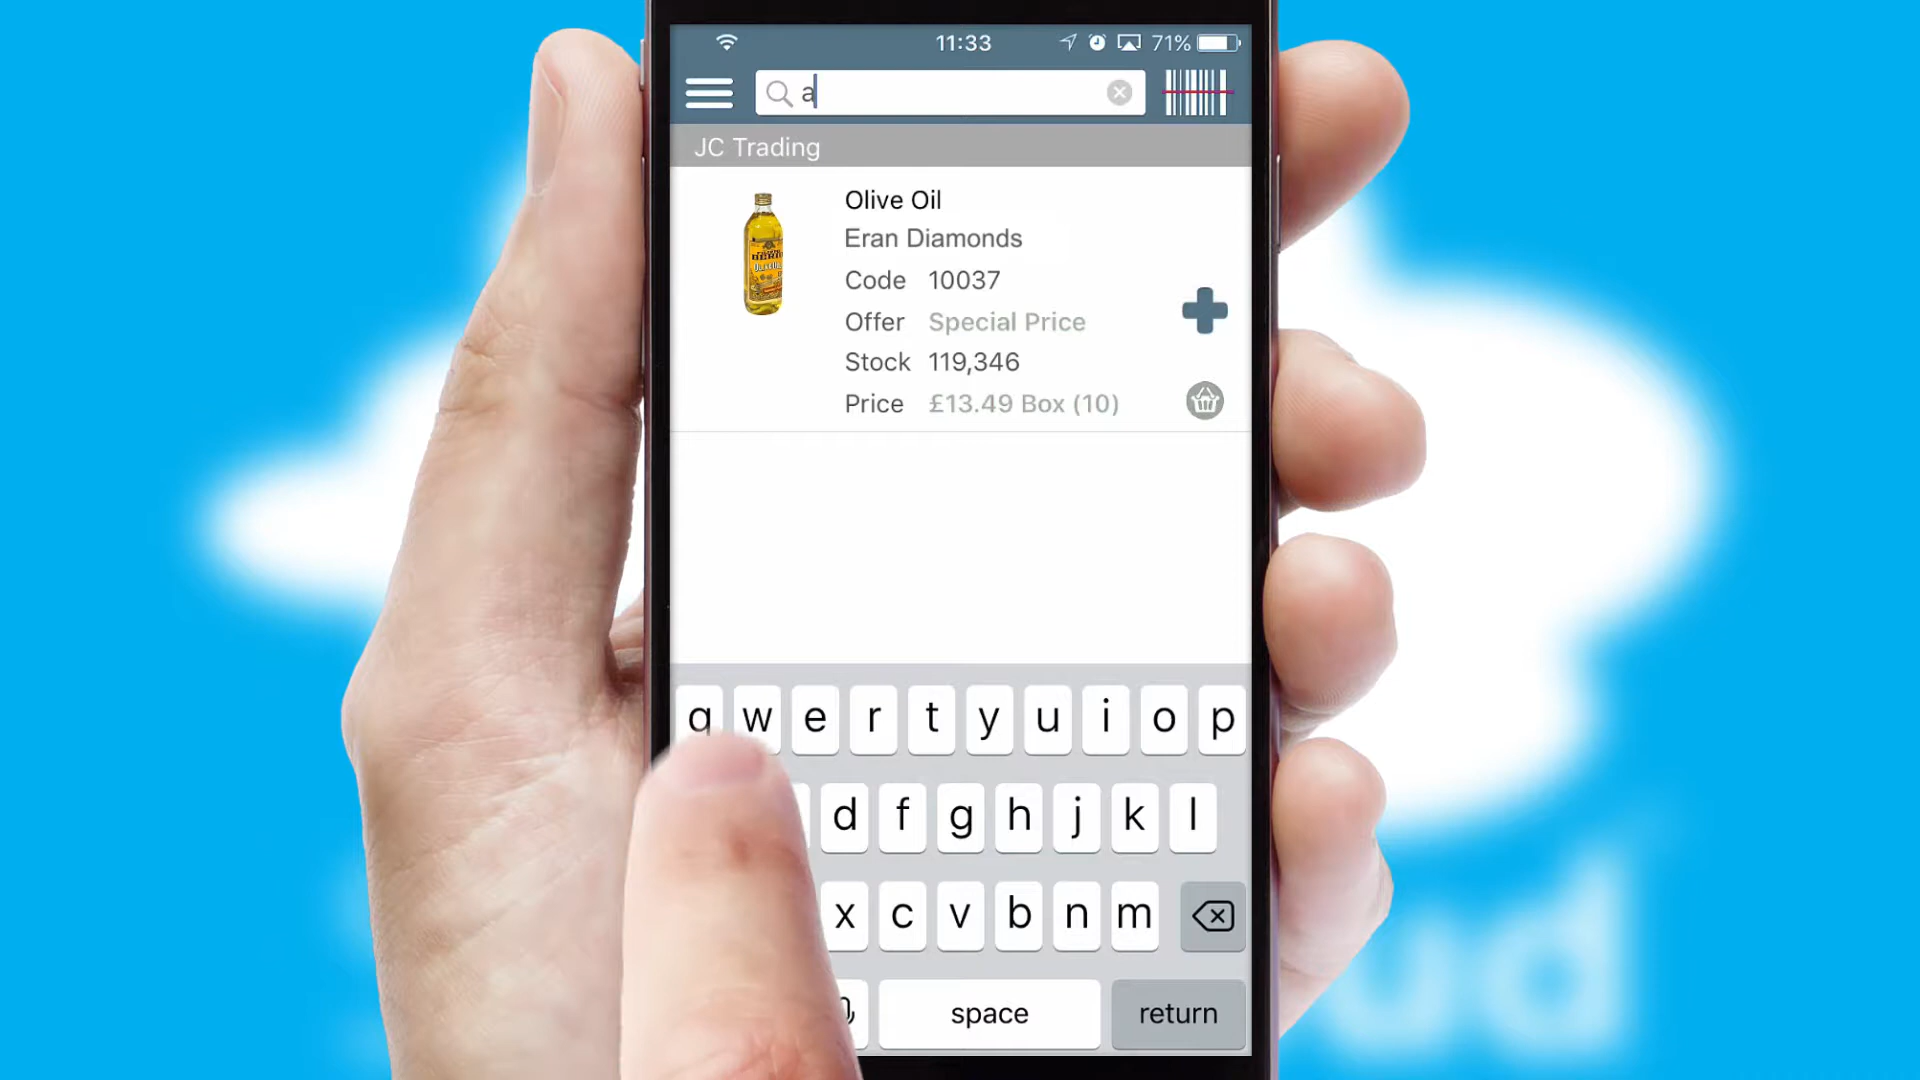 11:33
71%
a
JC Trading
Olive Oil
Eran Diamonds
Code 10037
Offer Special Price
Stock 119,346
Price £13.49 Box (10)
q w e r t y u i o p
d f g h j k l
x c v b n m
space return
ud